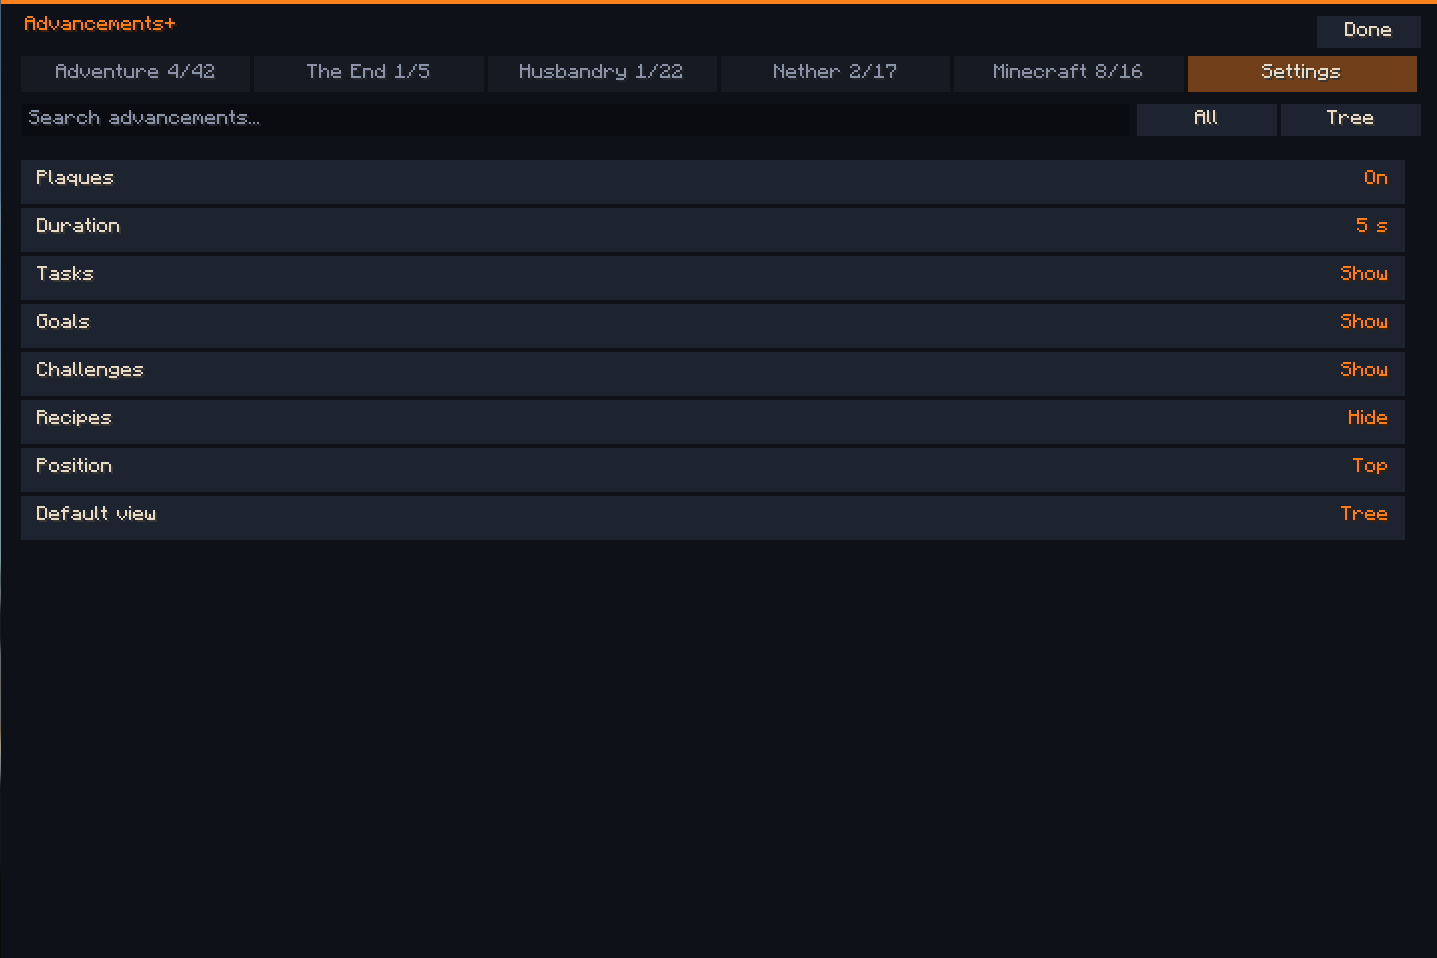 Advancements+
Done
Adventure 4/42 The End 1/5 Husbandry 1/22 Nether 2/17 Minecraft 8/16 Settings
Search advancements... All Tree
Plaques On
Duration 5 s
Tasks Show
Goals Show
Challenges Show
Recipes Hide
Position Top
Default view Tree